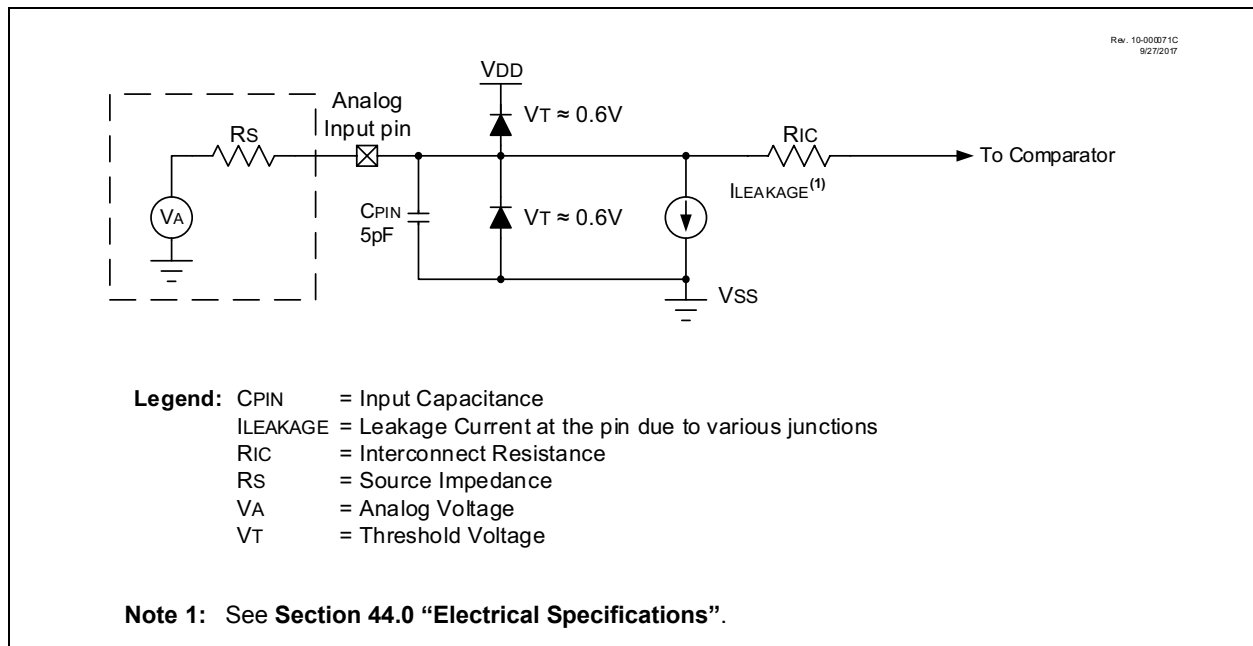 Rev. 10-000071C
9/27/2017
VDD
Analog
Input pin
VT ≈ 0.6V
RS
RIC
To Comparator
ILEAKAGE(1)
VA
CPIN
5pF
VT ≈ 0.6V
VSS
Legend: CPIN = Input Capacitance
ILEAKAGE = Leakage Current at the pin due to various junctions
RIC = Interconnect Resistance
RS = Source Impedance
VA = Analog Voltage
VT = Threshold Voltage
Note 1: See Section 44.0 “Electrical Specifications”.